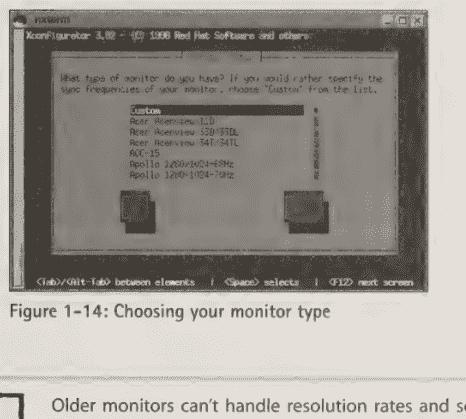 nxterm
Xconfigurator 3.82 - (C) 1998 Red Hat Software and others
What type of monitor do you have? If you would rather specify the
sync frequencies of your monitor, choose "Custom" from the list.
Custom
Acer Acerview
Acer Acerview 33D/33DL
Acer Acerview 34T/34TL
AOC-15
Apollo 1280x1024-68Hz
Apollo 1280x1024-76Hz
<Tab>/<Alt-Tab> between elements | <Space> selects | <F12> next screen
Figure 1-14: Choosing your monitor type
Older monitors can't handle resolution rates and